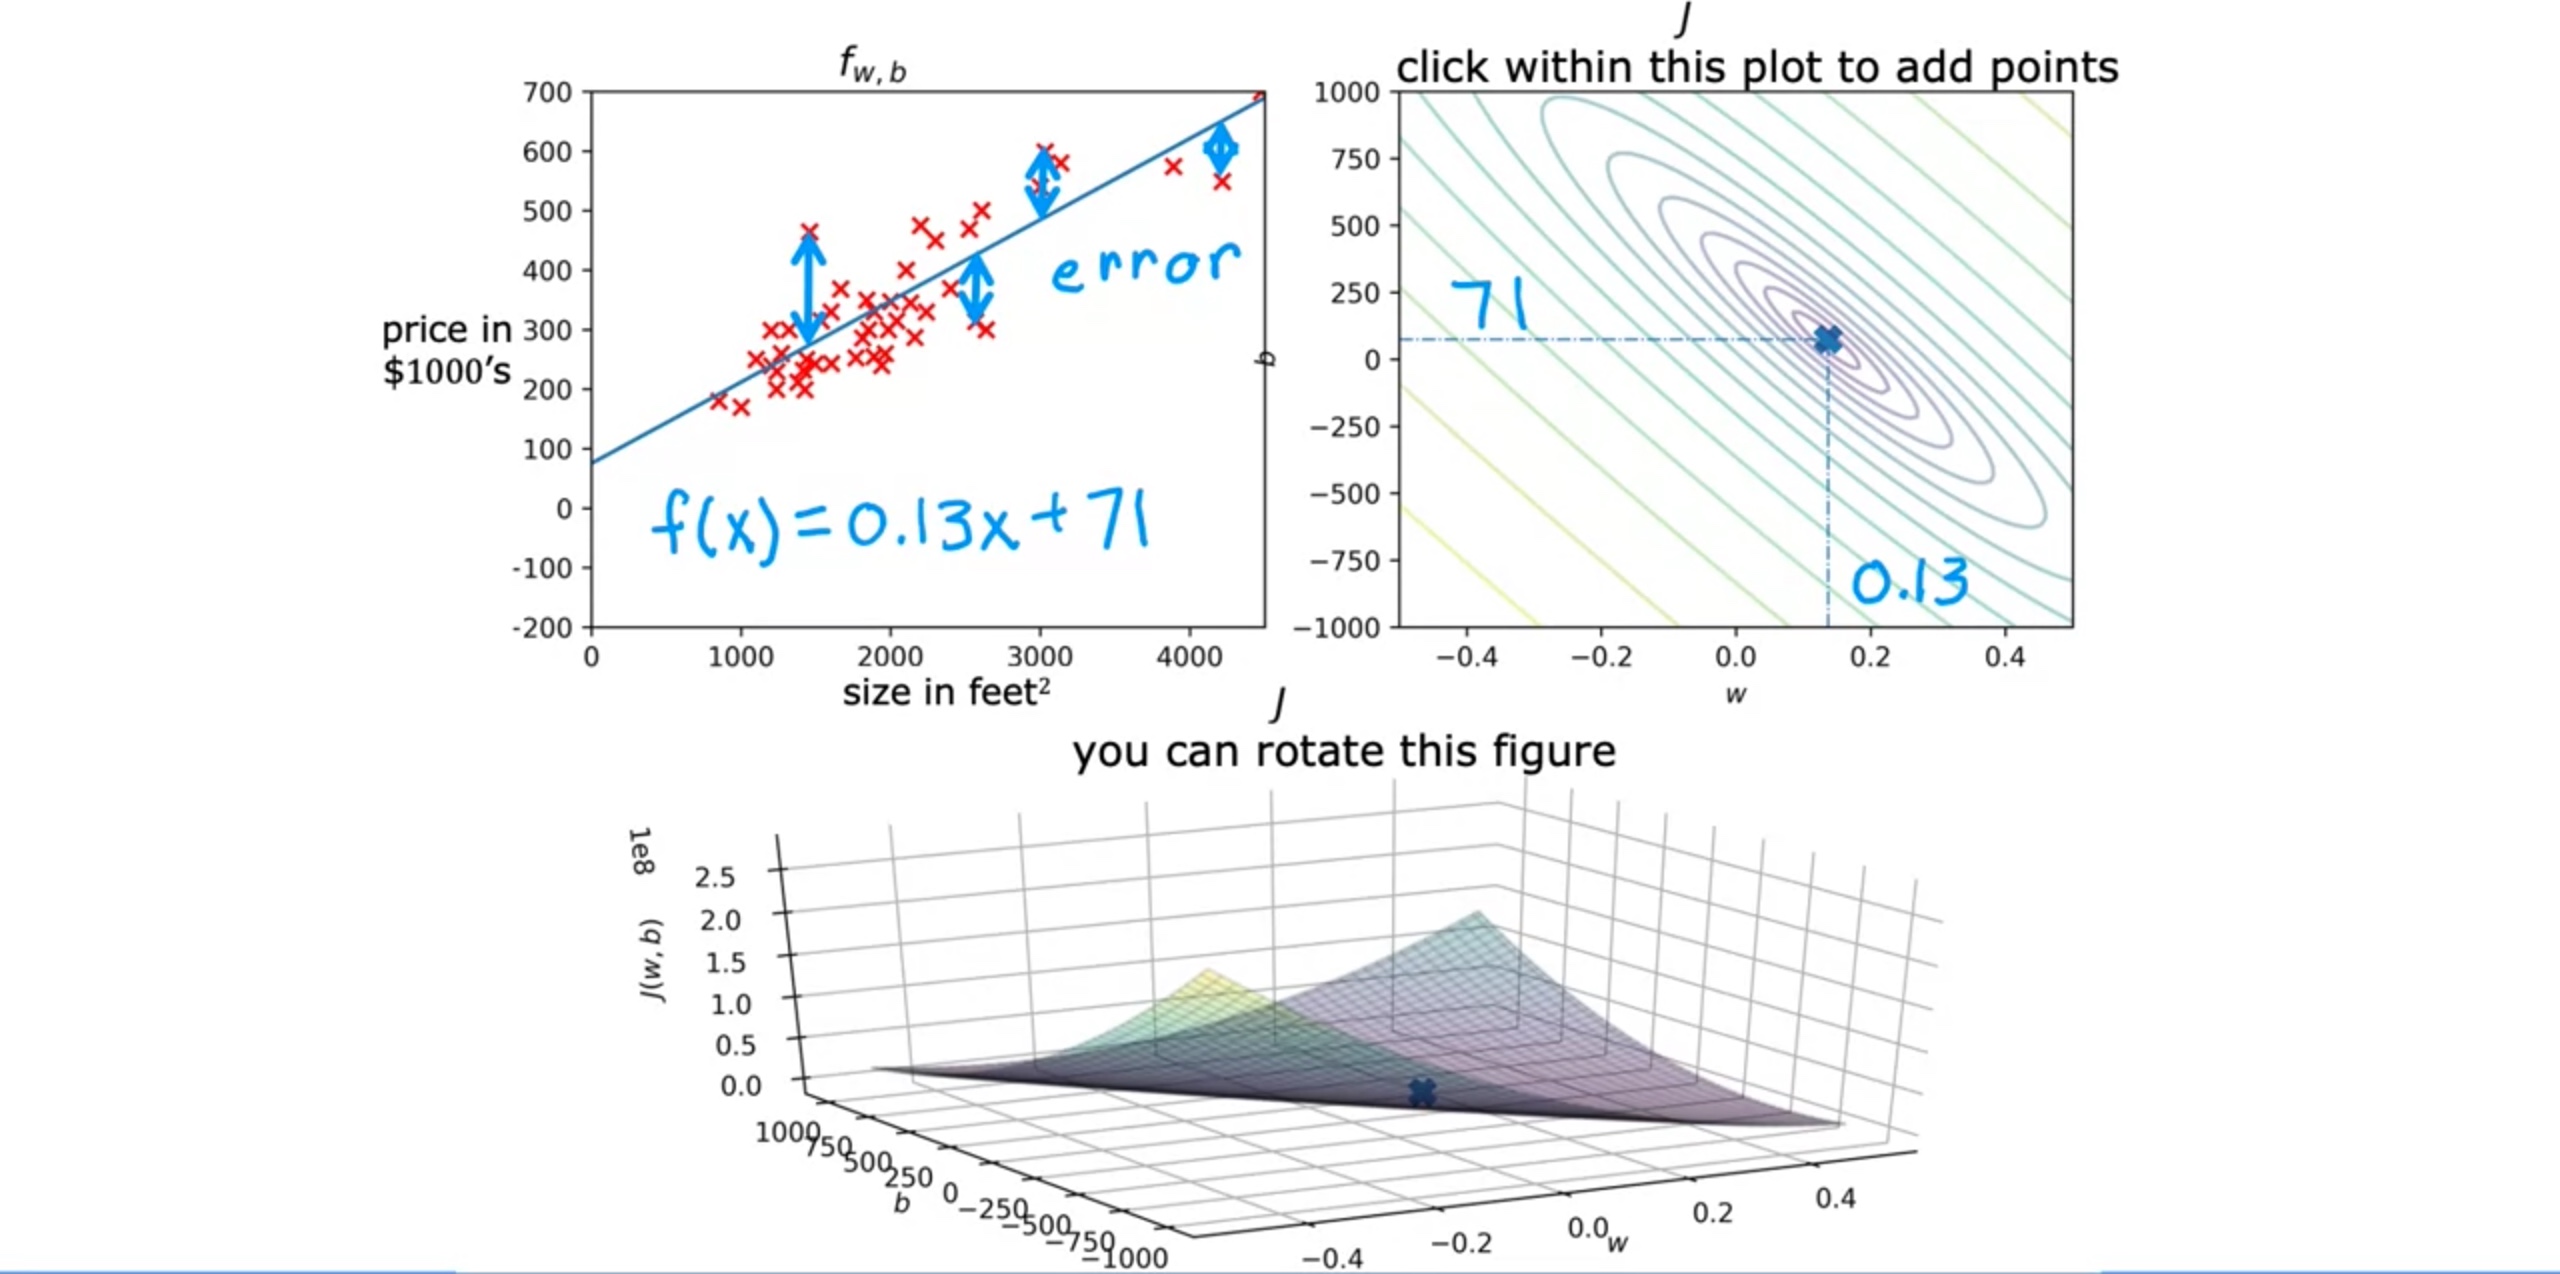 f_{w,b}
700
600
500
400
300
200
100
0
-100
-200
price in
$1000's
error
f(x)=0.13x+71
0 1000 2000 3000 4000
size in feet²
J
click within this plot to add points
1000
750
500
250
0
−250
−500
−750
−1000
b
71
0.13
−0.4 −0.2 0.0 0.2 0.4
w
J
you can rotate this figure
1e8
J(w, b)
2.5
2.0
1.5
1.0
0.5
0.0
1000 750 500 250 0 −250 −500 −750 −1000
b
−0.4 −0.2 0.0 0.2 0.4
w